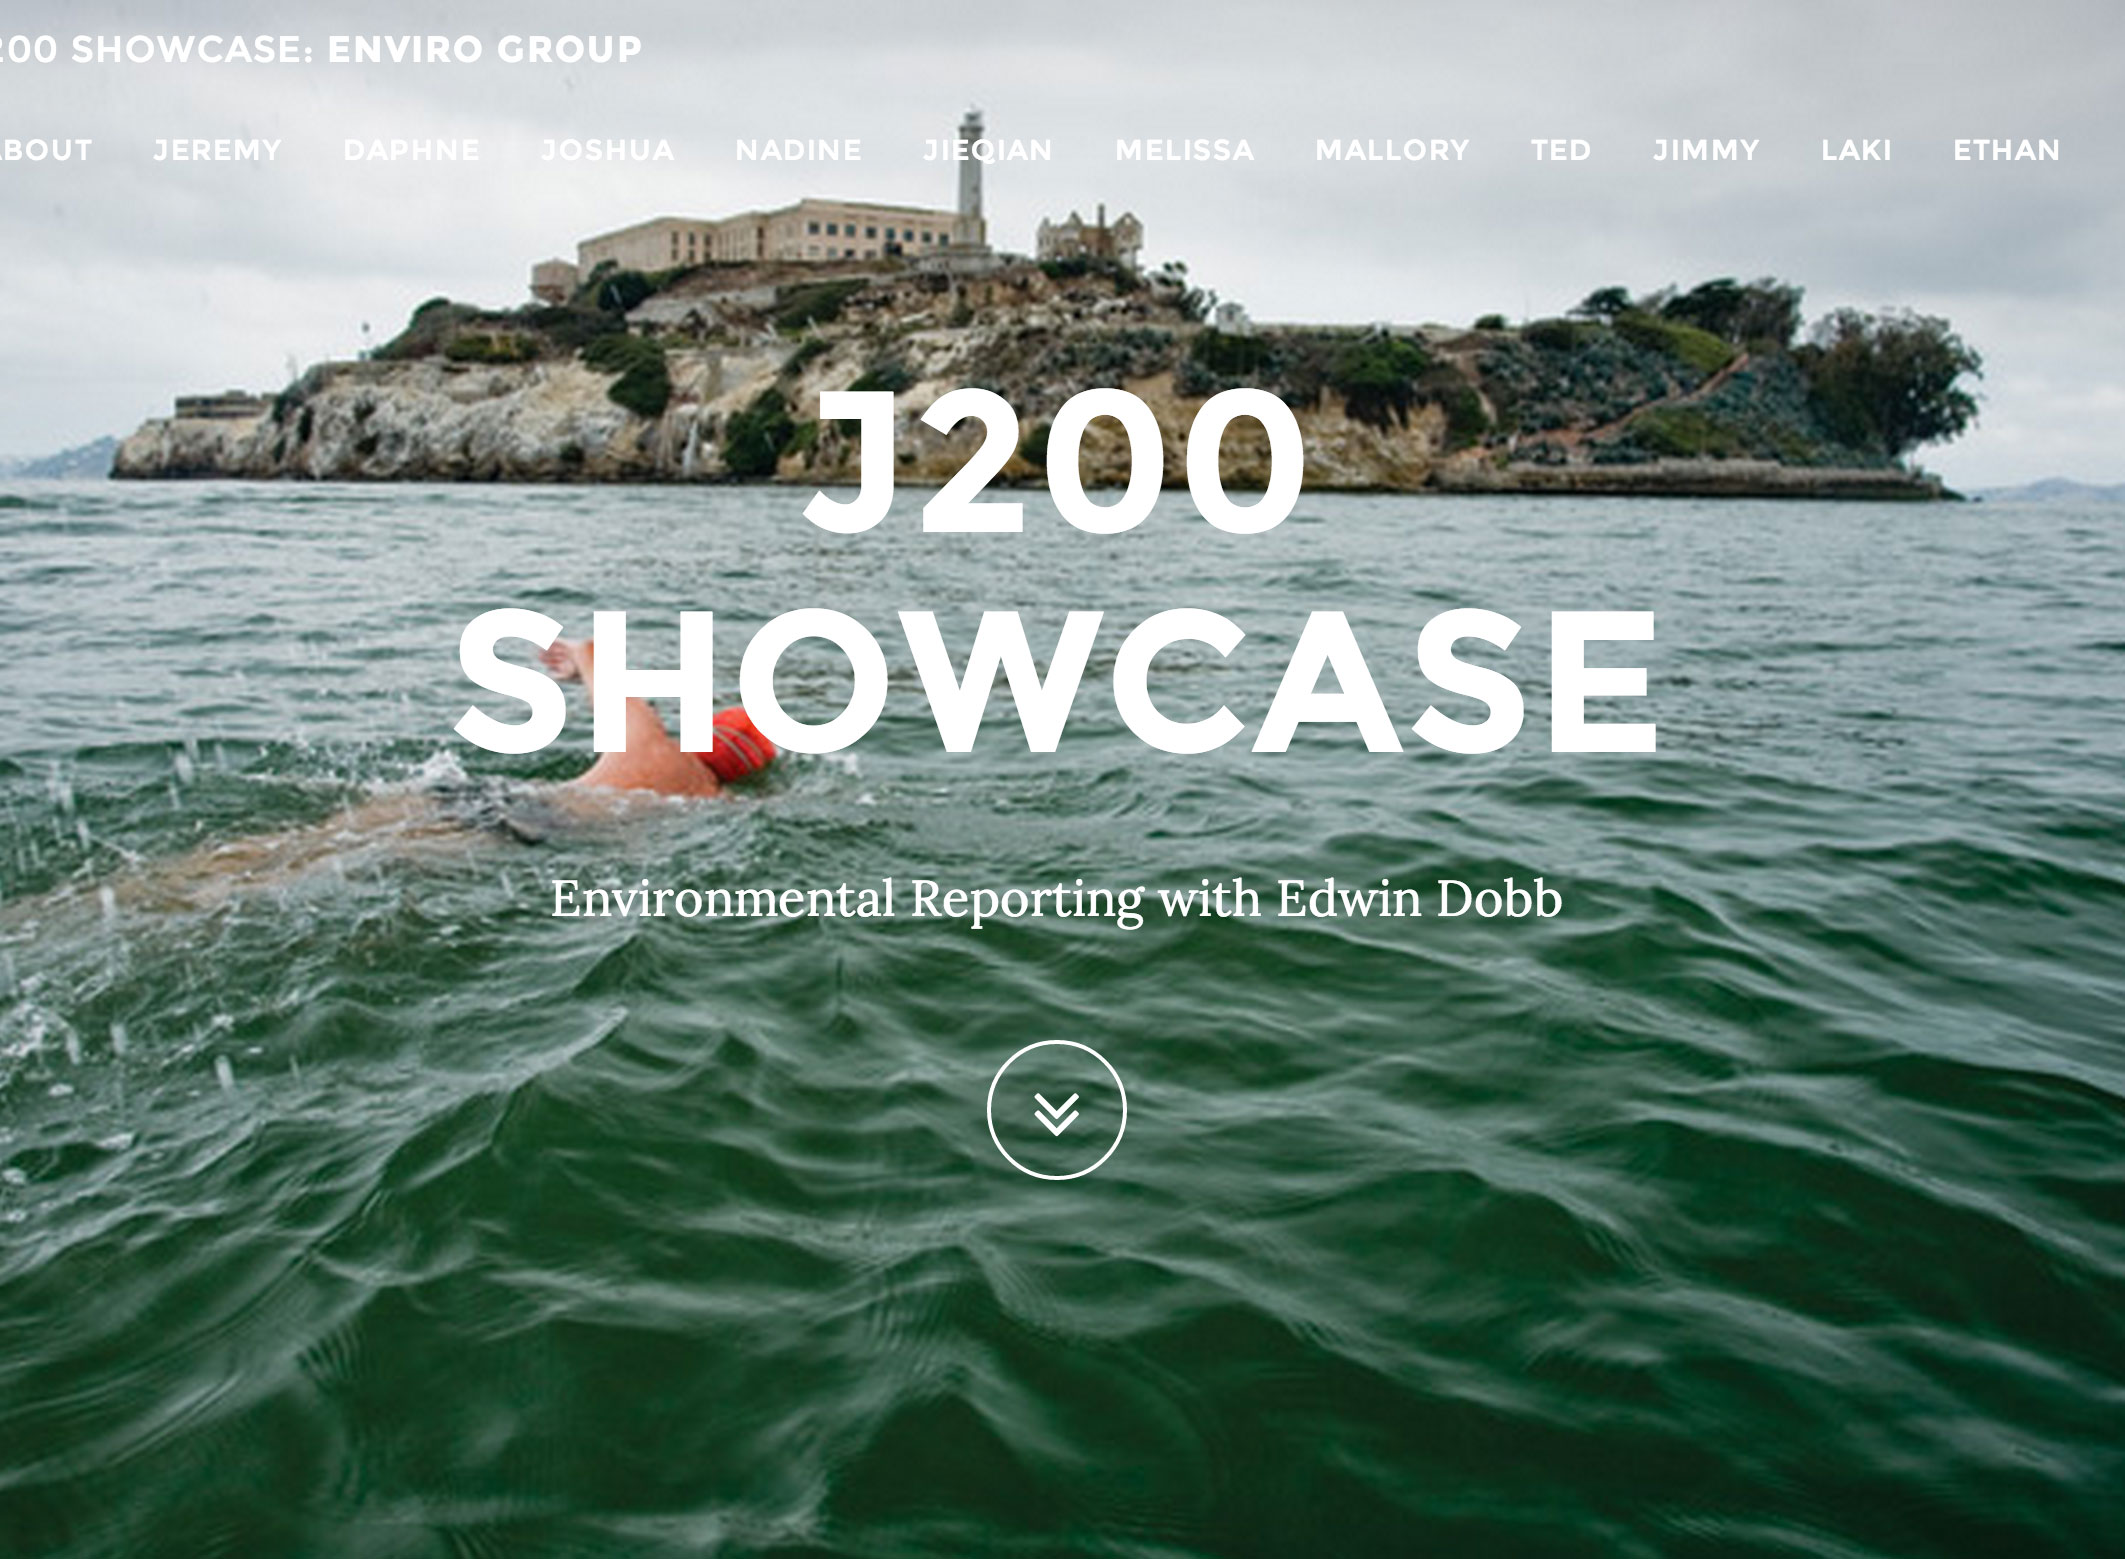 200 SHOWCASE: ENVIRO GROUP
ABOUT JEREMY DAPHNE JOSHUA NADINE JIEQIAN MELISSA MALLORY TED JIMMY LAKI ETHAN
J200
SHOWCASE
Environmental Reporting with Edwin Dobb